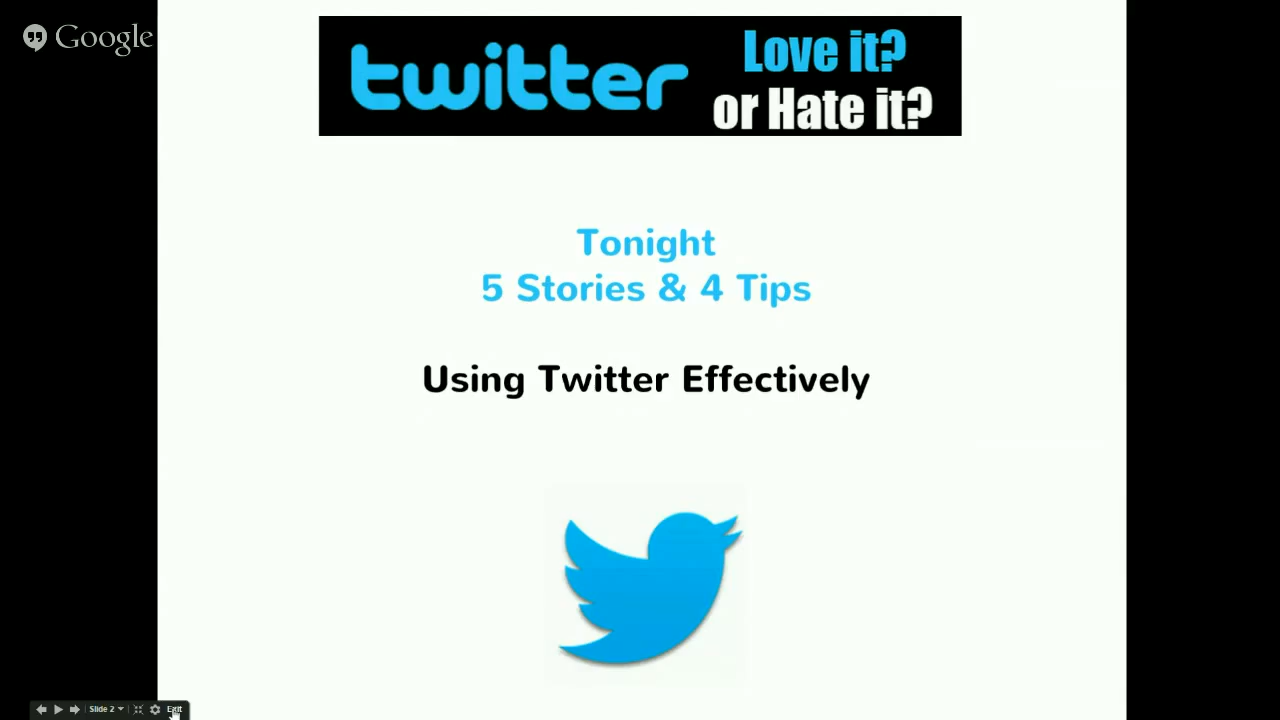 Google
twitter
Love it?
or Hate it?
Tonight
5 Stories & 4 Tips
Using Twitter Effectively
Slide 2
Exit